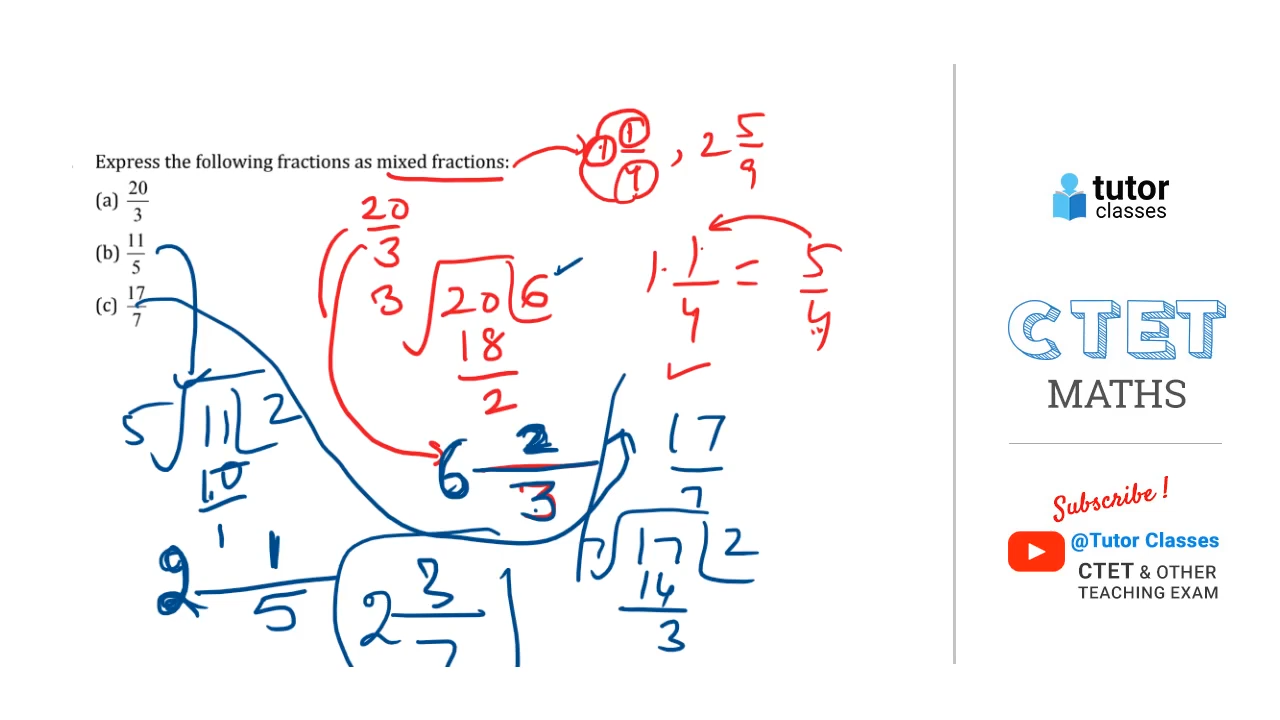 Express the following fractions as mixed fractions:
(a) 20/3
(b) 11/5
(c) 17/7
1 1/9, 2 5/9
20/3
3 √20 6
18
2
1 1/4 = 5/4
6 2/3
5 √11 2
10
1
2 1/5
17/7
7 √17 2
14
3
2 3/7
tutor
classes
CTET
MATHS
Subscribe !
@Tutor Classes
CTET & OTHER
TEACHING EXAM